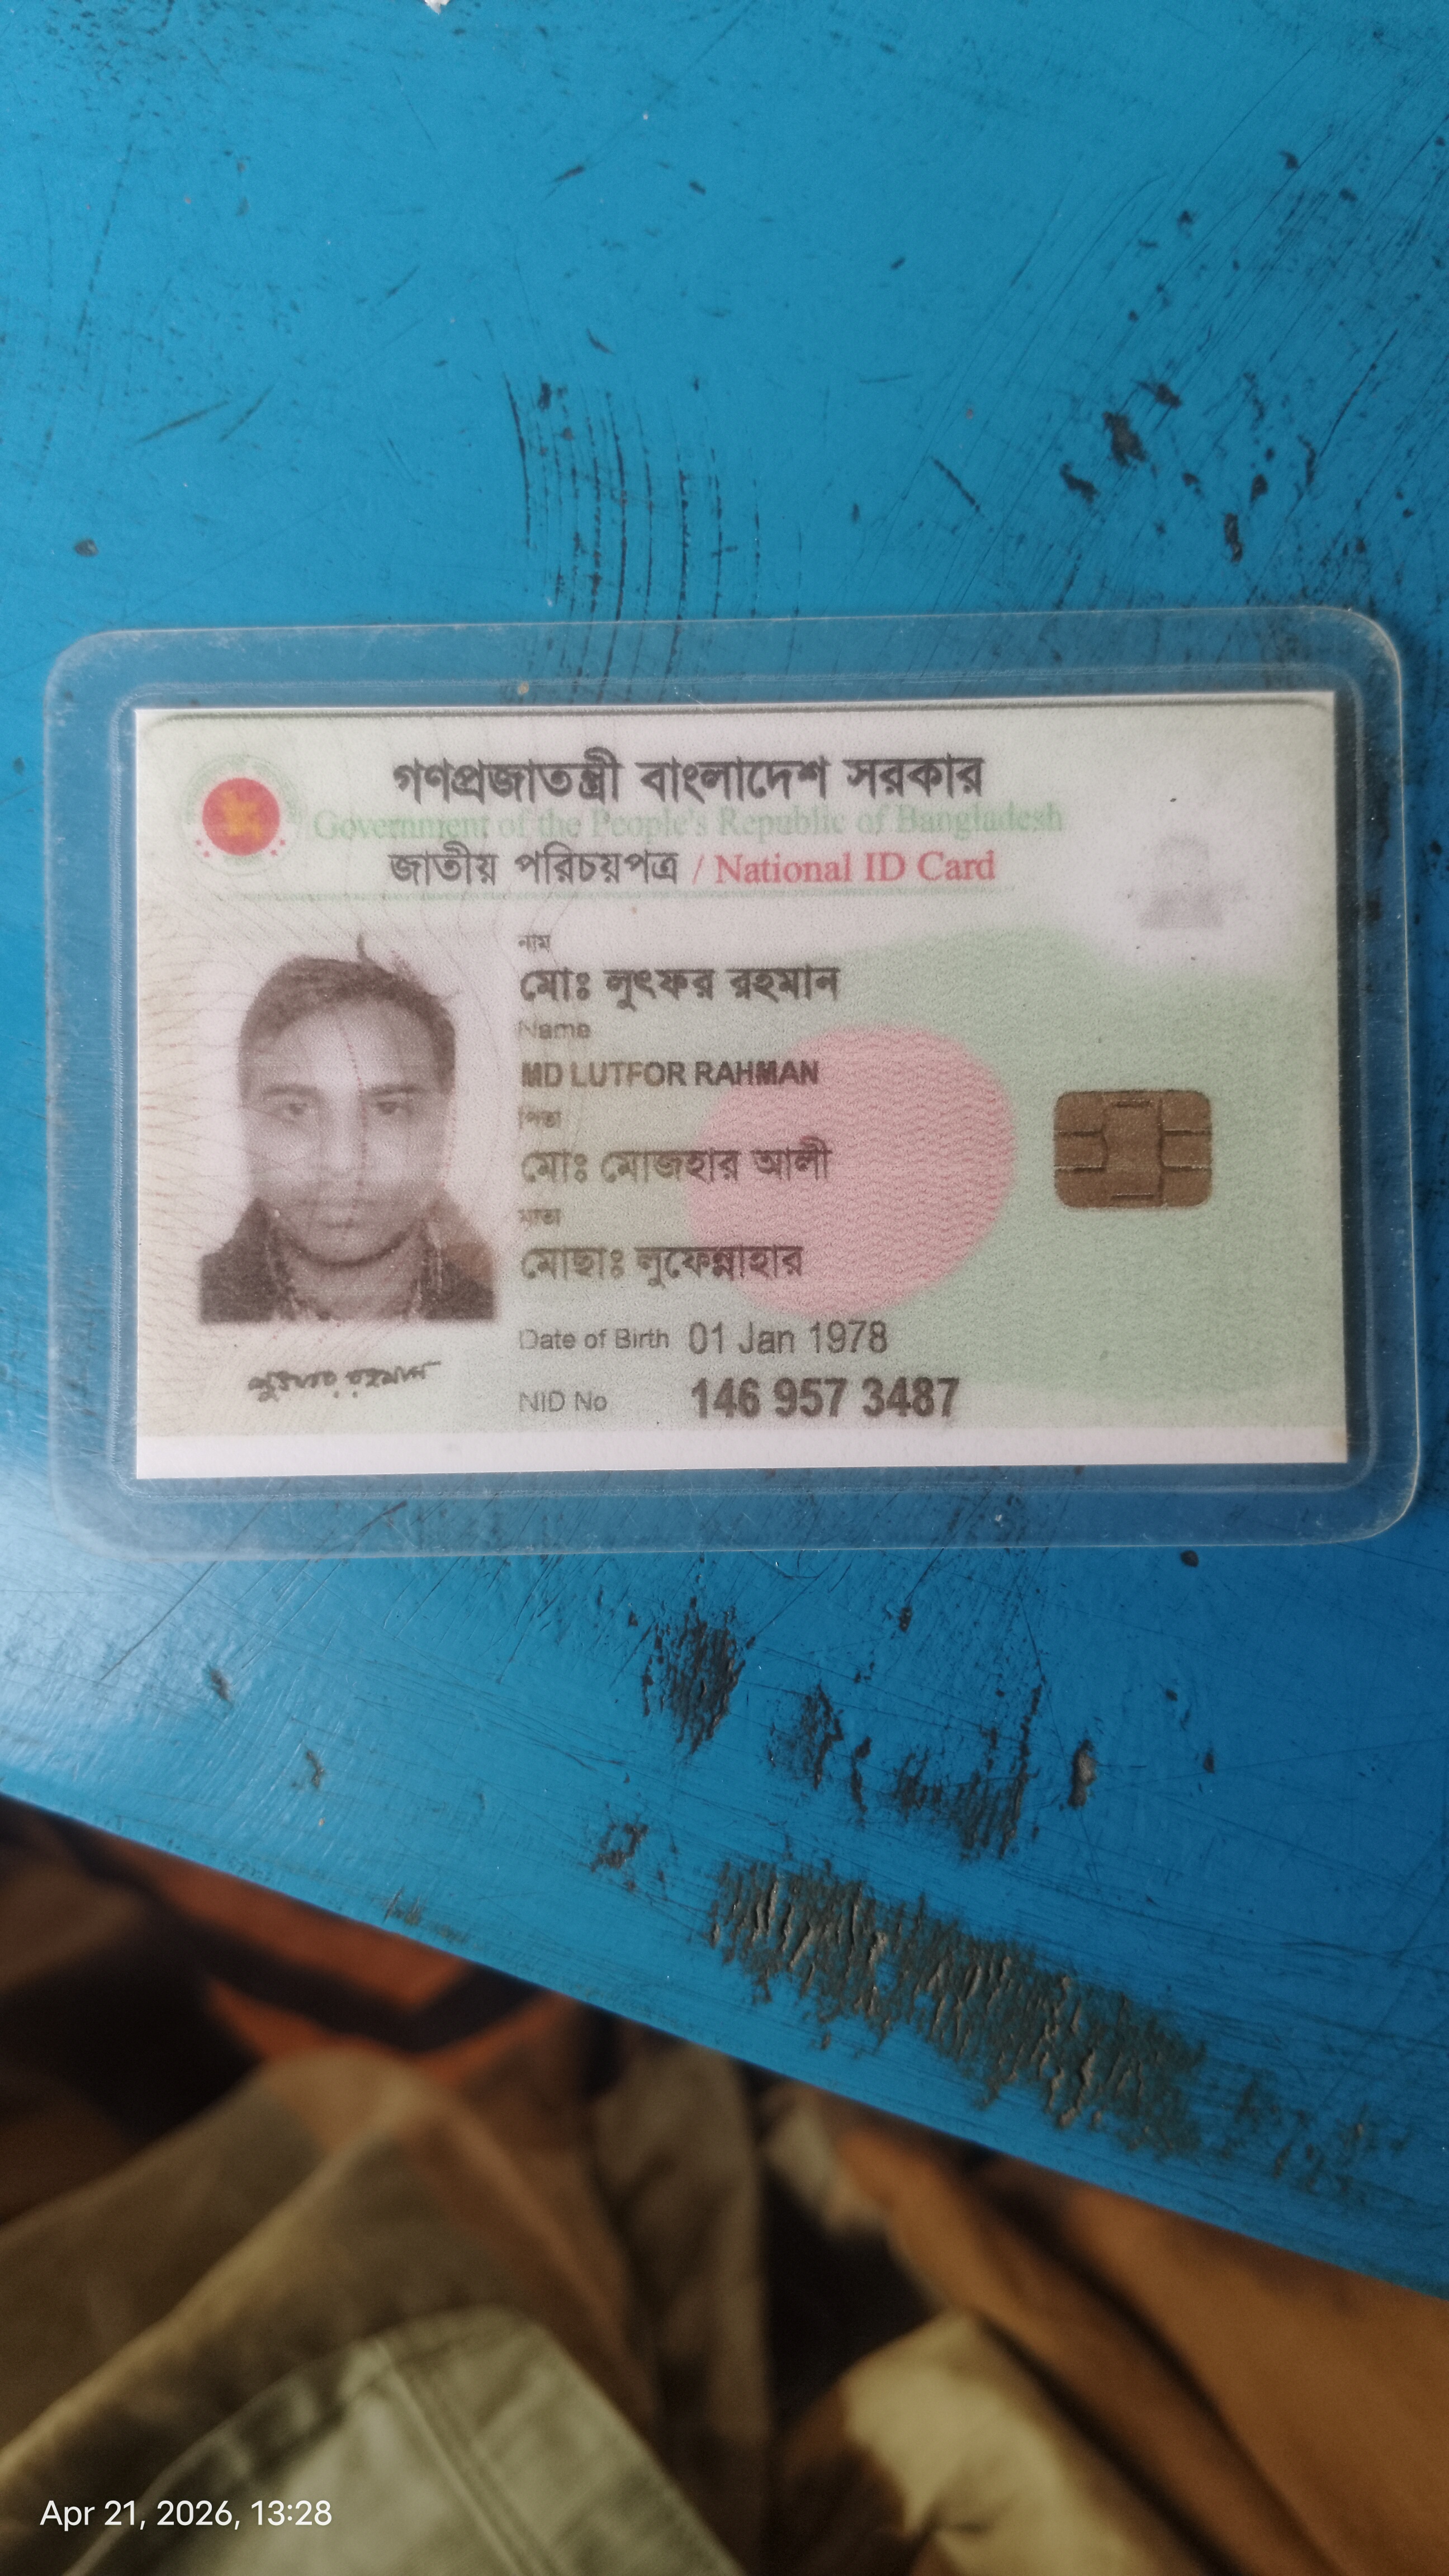 গণপ্রজাতন্ত্রী বাংলাদেশ সরকার
Government of the People's Republic of Bangladesh
জাতীয় পরিচয়পত্র / National ID Card
নাম
মোঃ লুৎফর রহমান
Name
MD LUTFOR RAHMAN
পিতা
মোঃ মোজহার আলী
মাতা
মোছাঃ লুফেন্নাহার
Date of Birth 01 Jan 1978
লুৎফর রহমান
NID No 146 957 3487
Apr 21, 2026, 13:28